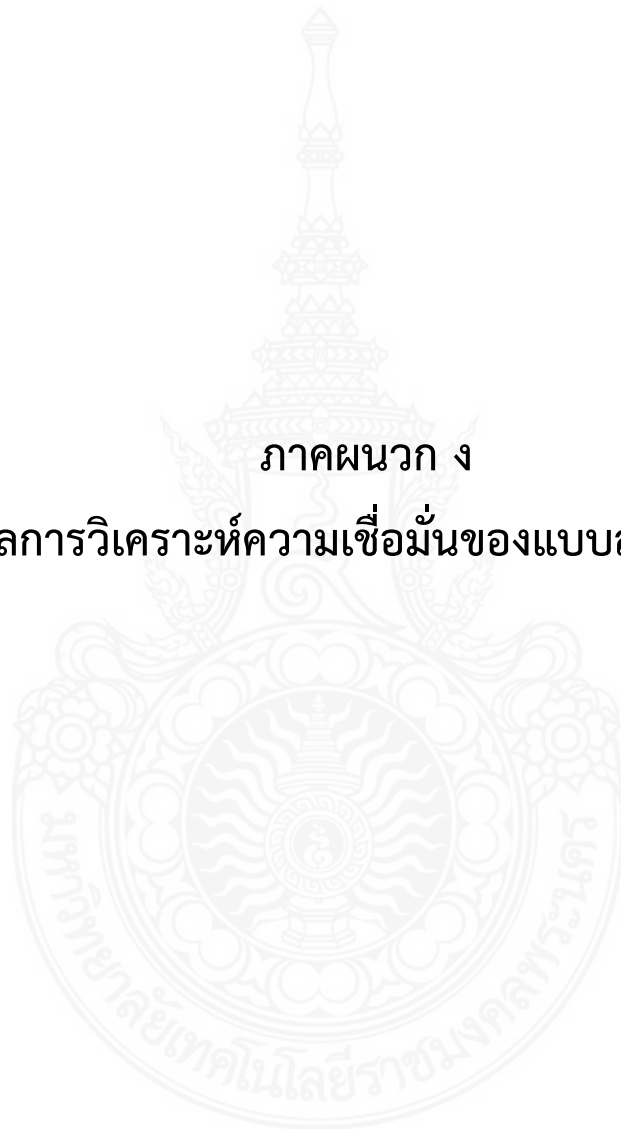 ภาคผนวก ง
ลการวิเคราะห์ความเชื่อมั่นของแบบ
มหาวิทยาลัยเทคโนโลยีราชมงคลพระนคร